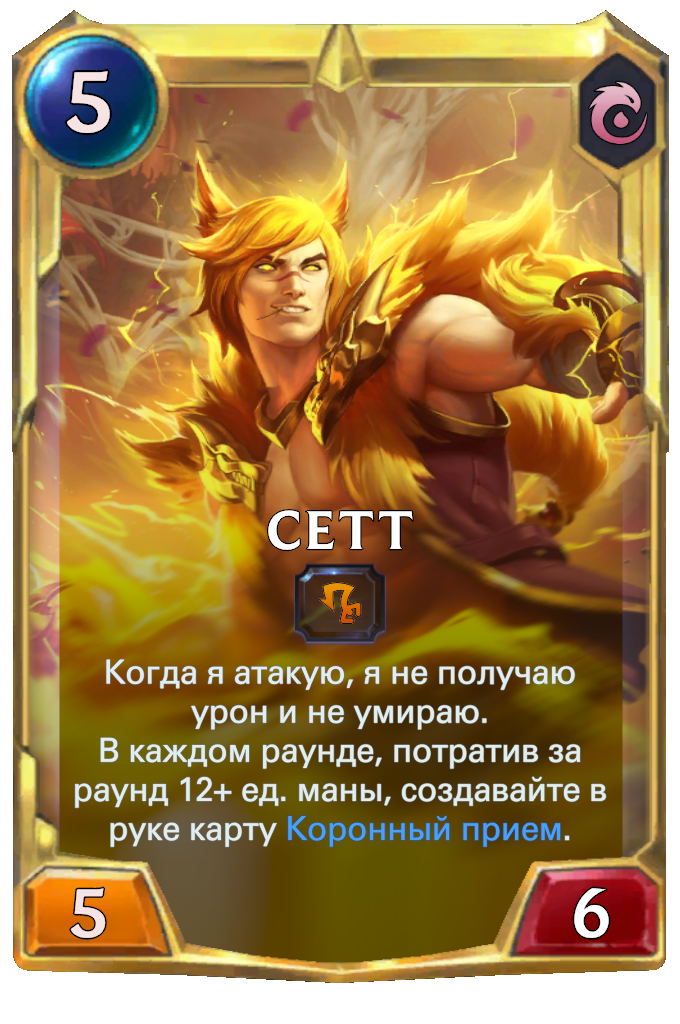 5
СЕТТ
Когда я атакую, я не получаю
урон и не умираю.
В каждом раунде, потратив за
раунд 12+ ед. маны, создавайте в
руке карту Коронный прием.
5
6